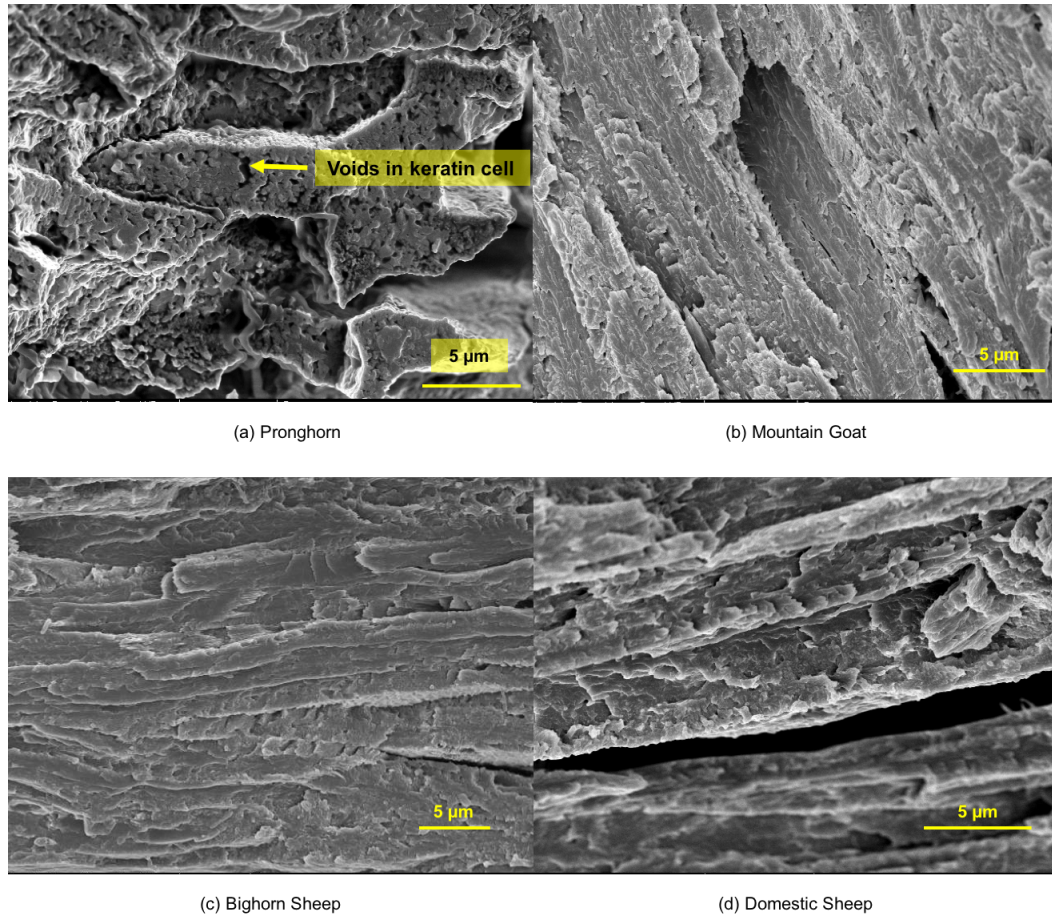 Voids in keratin cell
5 µm
5 µm
(a) Pronghorn
(b) Mountain Goat
5 µm
5 µm
(c) Bighorn Sheep
(d) Domestic Sheep